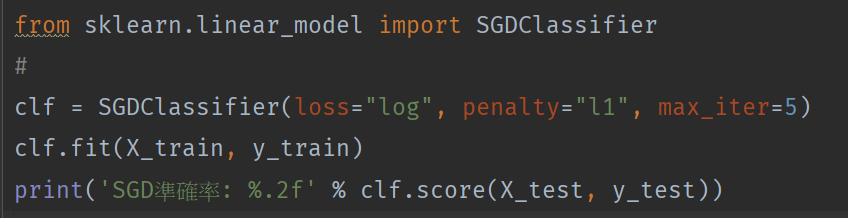 from sklearn.linear_model import SGDClassifier
#
clf = SGDClassifier(loss="log", penalty="l1", max_iter=5)
clf.fit(X_train, y_train)
print('SGD準確率: %.2f' % clf.score(X_test, y_test))